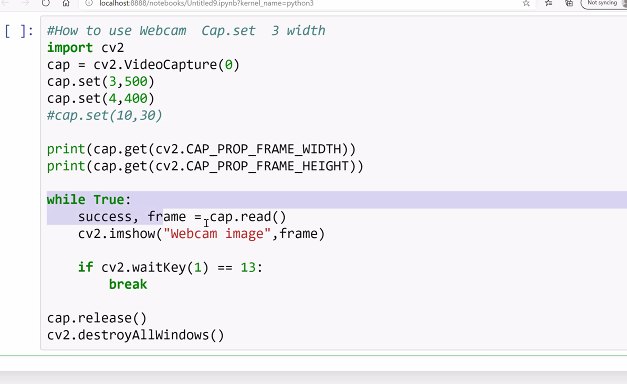 localhost:8888/notebooks/Untitled9.ipynb?kernel_name=python3
Not syncing
[ ]: #How to use Webcam  Cap.set  3 width
import cv2
cap = cv2.VideoCapture(0)
cap.set(3,500)
cap.set(4,400)
#cap.set(10,30)
print(cap.get(cv2.CAP_PROP_FRAME_WIDTH))
print(cap.get(cv2.CAP_PROP_FRAME_HEIGHT))
while True:
    success, frame = cap.read()
    cv2.imshow("Webcam image",frame)
    if cv2.waitKey(1) == 13:
        break
cap.release()
cv2.destroyAllWindows()